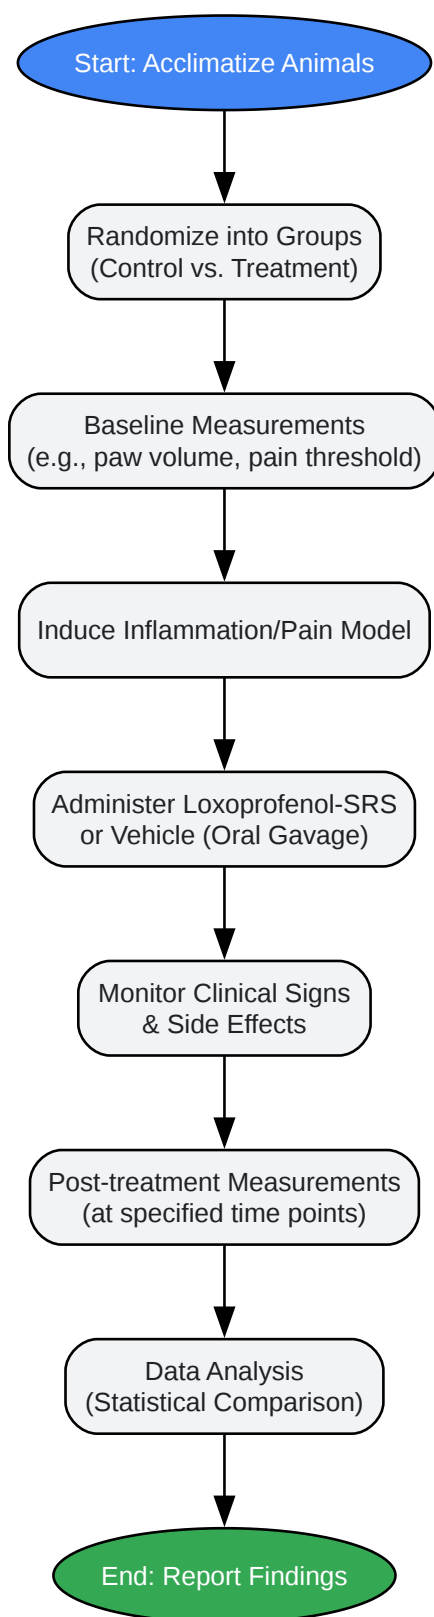 Start: Acclimatize Animals
Randomize into Groups
(Control vs. Treatment)
Baseline Measurements
(e.g., paw volume, pain threshold)
Induce Inflammation/Pain Model
Administer Loxoprofenol-SRS
or Vehicle (Oral Gavage)
Monitor Clinical Signs
& Side Effects
Post-treatment Measurements
(at specified time points)
Data Analysis
(Statistical Comparison)
End: Report Findings